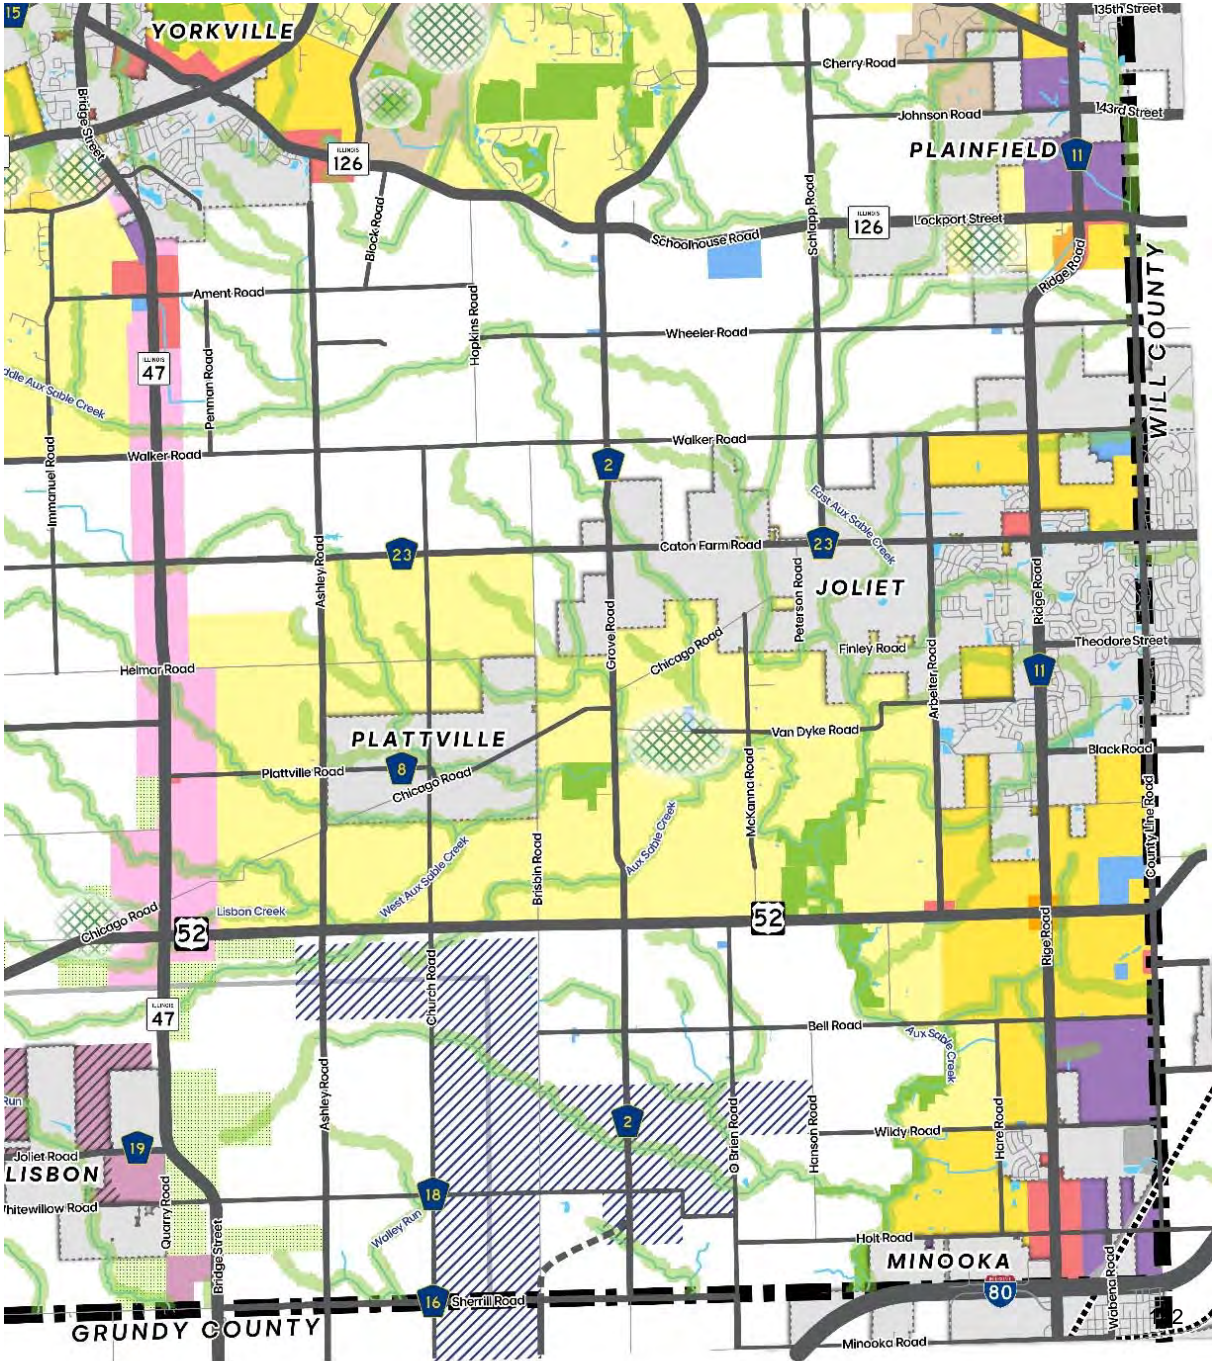 15
YORKVILLE
135th Street
Cherry Road
Bridge Street
Johnson Road
143rd Street
ILLINOIS
126
PLAINFIELD
11
Block Road
Schlapp Road
ILLINOIS
126
Lockport Street
Schoolhouse Road
Ridge Road
WILL COUNTY
Ament Road
Hopkins Road
Wheeler Road
ILLINOIS
47
Penman Road
ddle Aux Sable Creek
Immanuel Road
Walker Road
Walker Road
2
East Aux Sable Creek
23
Caton Farm Road
23
Ashley Road
JOLIET
Peterson Road
Ridge Road
Grove Road
Chicago Road
Theodore Street
Finley Road
Helmar Road
11
Arbeiter Road
PLATTVILLE
Van Dyke Road
Black Road
Plattville Road
8
Chicago Road
McKanna Road
County Line Road
Aux Sable Creek
West Aux Sable Creek
Brisbin Road
Lisbon Creek
Chicago Road
52
52
Rige Road
Church Road
ILLINOIS
47
Bell Road
Aux Sable Creek
Run
Ashley Road
2
O Brien Road
Hanson Road
Wildy Road
Hare Road
19
Joliet Road
LISBON
18
hitewillow Road
Quarry Road
Walley Run
Bridge Street
Holt Road
MINOOKA
Wabena Road
80
16
Sherrill Road
GRUNDY COUNTY
Minooka Road